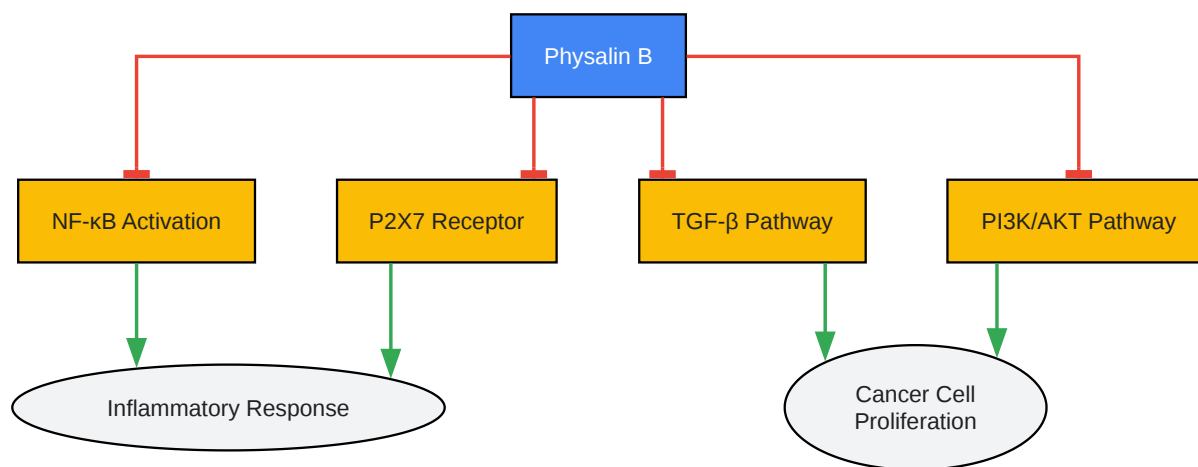 Physalin B
NF-κB Activation
P2X7 Receptor
TGF-β Pathway
PI3K/AKT Pathway
Inflammatory Response
Cancer Cell
Proliferation